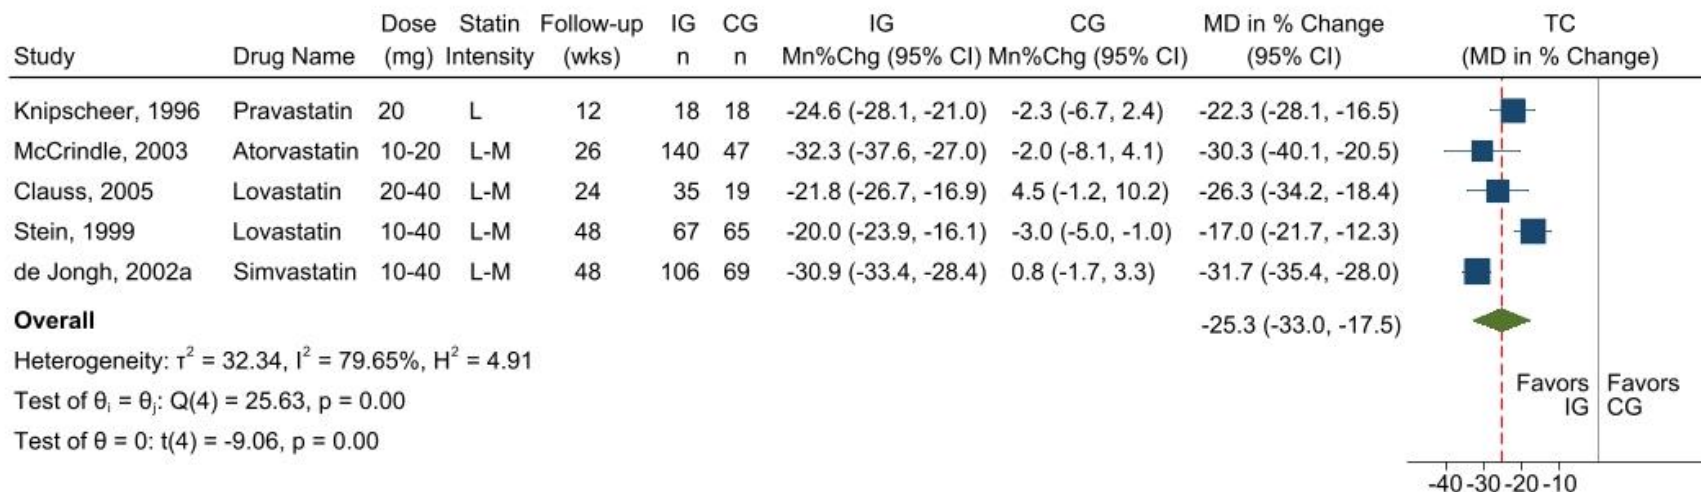 Dose Statin Follow-up IG CG IG CG MD in % Change TC
Study Drug Name (mg) Intensity (wks) n n Mn%Chg (95% CI) Mn%Chg (95% CI) (95% CI) (MD in % Change)
Knipscheer, 1996 Pravastatin 20 L 12 18 18 -24.6 (-28.1, -21.0) -2.3 (-6.7, 2.4) -22.3 (-28.1, -16.5)
McCrindle, 2003 Atorvastatin 10-20 L-M 26 140 47 -32.3 (-37.6, -27.0) -2.0 (-8.1, 4.1) -30.3 (-40.1, -20.5)
Clauss, 2005 Lovastatin 20-40 L-M 24 35 19 -21.8 (-26.7, -16.9) 4.5 (-1.2, 10.2) -26.3 (-34.2, -18.4)
Stein, 1999 Lovastatin 10-40 L-M 48 67 65 -20.0 (-23.9, -16.1) -3.0 (-5.0, -1.0) -17.0 (-21.7, -12.3)
de Jongh, 2002a Simvastatin 10-40 L-M 48 106 69 -30.9 (-33.4, -28.4) 0.8 (-1.7, 3.3) -31.7 (-35.4, -28.0)
Overall -25.3 (-33.0, -17.5)
Heterogeneity: τ² = 32.34, I² = 79.65%, H² = 4.91
Test of θᵢ = θⱼ: Q(4) = 25.63, p = 0.00
Test of θ = 0: t(4) = -9.06, p = 0.00
Favors Favors
IG CG
-40 -30 -20 -10